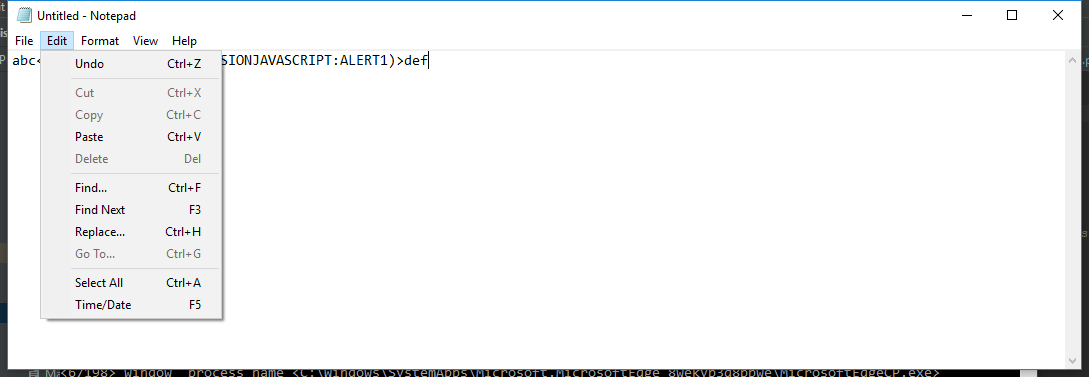 Untitled - Notepad
File Edit Format View Help
abc< SIONJAVASCRIPT:ALERT1)>def
Undo Ctrl+Z
Cut Ctrl+X
Copy Ctrl+C
Paste Ctrl+V
Delete Del
Find... Ctrl+F
Find Next F3
Replace... Ctrl+H
Go To... Ctrl+G
Select All Ctrl+A
Time/Date F5
<6/198> window process name <C:\Windows\SystemApps\Microsoft.MicrosoftEdge_8wekyb3d8bbwe\MicrosoftEdgeCP.exe>